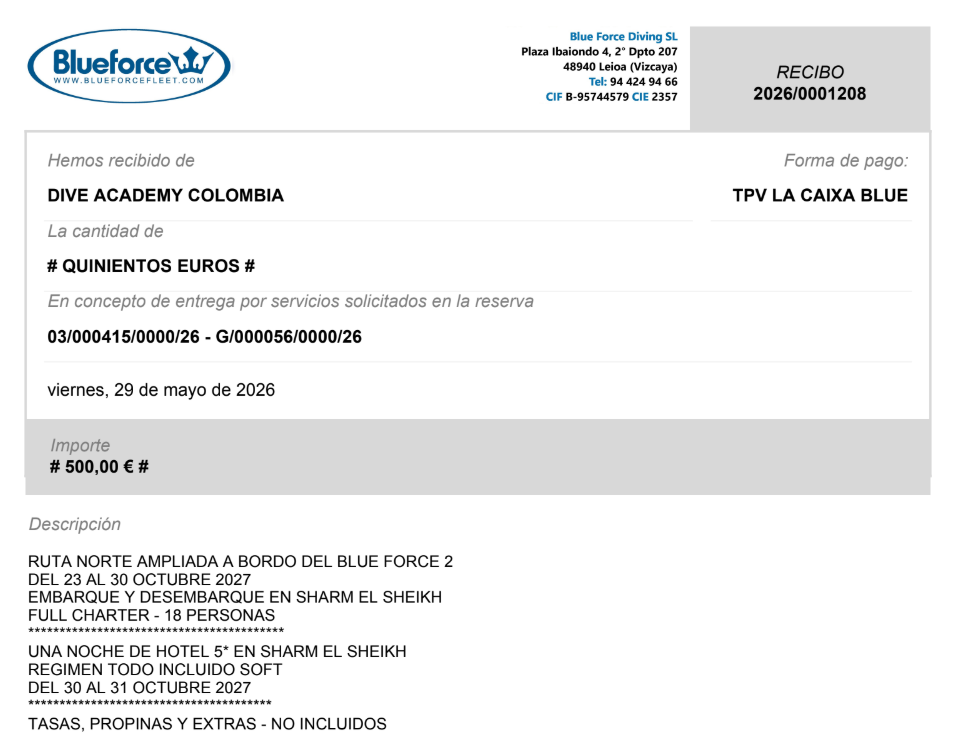 Blueforce
WWW.BLUEFORCEFLEET.COM
Blue Force Diving SL
Plaza Ibaiondo 4, 2° Dpto 207
48940 Leioa (Vizcaya)
Tel: 94 424 94 66
CIF B-95744579 CIE 2357
RECIBO
2026/0001208
Hemos recibido de
Forma de pago:
DIVE ACADEMY COLOMBIA
TPV LA CAIXA BLUE
La cantidad de
# QUINIENTOS EUROS #
En concepto de entrega por servicios solicitados en la reserva
03/000415/0000/26 - G/000056/0000/26
viernes, 29 de mayo de 2026
Importe
# 500,00 € #
Descripción
RUTA NORTE AMPLIADA A BORDO DEL BLUE FORCE 2
DEL 23 AL 30 OCTUBRE 2027
EMBARQUE Y DESEMBARQUE EN SHARM EL SHEIKH
FULL CHARTER - 18 PERSONAS
*****************************************
UNA NOCHE DE HOTEL 5* EN SHARM EL SHEIKH
REGIMEN TODO INCLUIDO SOFT
DEL 30 AL 31 OCTUBRE 2027
***************************************
TASAS, PROPINAS Y EXTRAS - NO INCLUIDOS